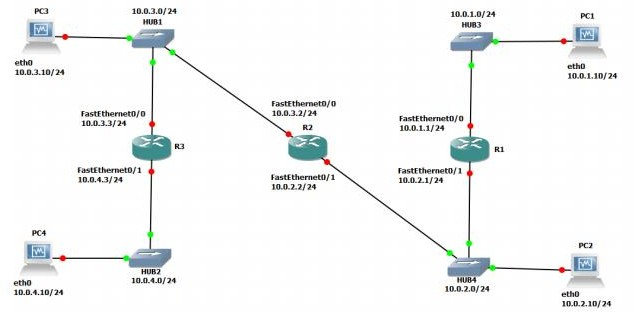 PC3
10.0.3.0/24
HUB1
eth0
10.0.3.10/24
10.0.1.0/24
HUB3
PC1
eth0
10.0.1.10/24
FastEthernet0/0
10.0.3.3/24
R3
FastEthernet0/1
10.0.4.3/24
FastEthernet0/0
10.0.3.2/24
R2
FastEthernet0/1
10.0.2.2/24
FastEthernet0/0
10.0.1.1/24
R1
FastEthernet0/1
10.0.2.1/24
PC4
eth0
10.0.4.10/24
HUB2
10.0.4.0/24
HUB4
10.0.2.0/24
PC2
eth0
10.0.2.10/24